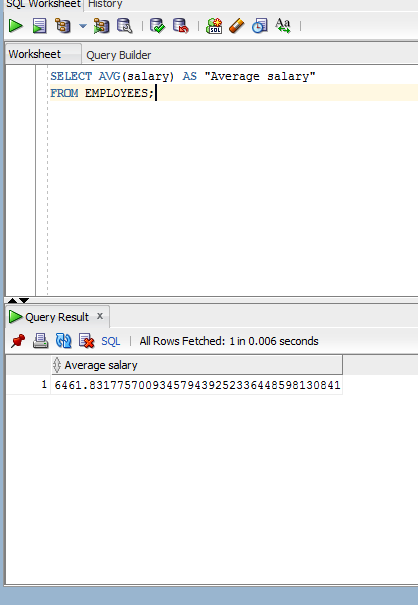 SQL Worksheet History
Worksheet Query Builder
SELECT AVG(salary) AS "Average salary"
FROM EMPLOYEES;
Query Result x
SQL | All Rows Fetched: 1 in 0.006 seconds
Average salary
1 6461.831775700934579439252336448598130841